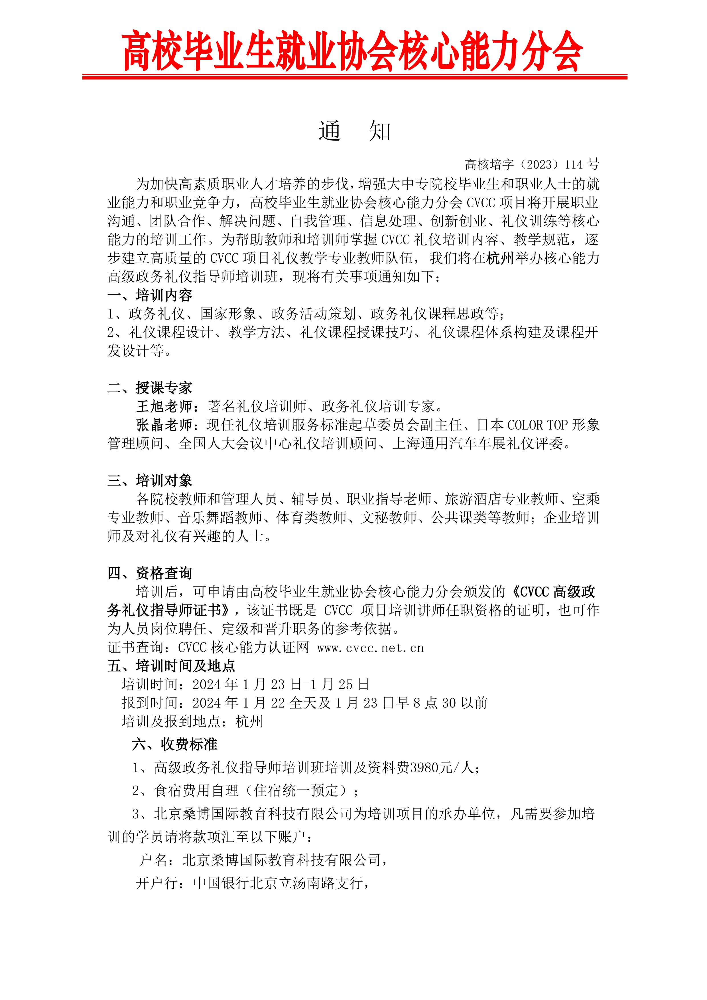 高校毕业生就业协会核心能力分会
通 知
高核培字（2023）114 号
为加快高素质职业人才培养的步伐，增强大中专院校毕业生和职业人士的就
业能力和职业竞争力，高校毕业生就业协会核心能力分会 CVCC 项目将开展职业
沟通、团队合作、解决问题、自我管理、信息处理、创新创业、礼仪训练等核心
能力的培训工作。为帮助教师和培训师掌握 CVCC 礼仪培训内容、教学规范，逐
步建立高质量的 CVCC 项目礼仪教学专业教师队伍，我们将在杭州举办核心能力
高级政务礼仪指导师培训班，现将有关事项通知如下：
一、培训内容
1、政务礼仪、国家形象、政务活动策划、政务礼仪课程思政等；
2、礼仪课程设计、教学方法、礼仪课程授课技巧、礼仪课程体系构建及课程开
发设计等。
二、授课专家
王旭老师：著名礼仪培训师、政务礼仪培训专家。
张晶老师：现任礼仪培训服务标准起草委员会副主任、日本 COLOR TOP 形象
管理顾问、全国人大会议中心礼仪培训顾问、上海通用汽车车展礼仪评委。
三、培训对象
各院校教师和管理人员、辅导员、职业指导老师、旅游酒店专业教师、空乘
专业教师、音乐舞蹈教师、体育类教师、文秘教师、公共课类等教师；企业培训
师及对礼仪有兴趣的人士。
四、资格查询
培训后，可申请由高校毕业生就业协会核心能力分会颁发的《CVCC 高级政
务礼仪指导师证书》，该证书既是 CVCC 项目培训讲师任职资格的证明，也可作
为人员岗位聘任、定级和晋升职务的参考依据。
证书查询：CVCC 核心能力认证网 www.cvcc.net.cn
五、培训时间及地点
培训时间：2024 年 1 月 23 日-1 月 25 日
报到时间：2024 年 1 月 22 全天及 1 月 23 日早 8 点 30 以前
培训及报到地点：杭州
六、收费标准
1、高级政务礼仪指导师培训班培训及资料费3980元/人；
2、食宿费用自理（住宿统一预定）；
3、北京桑博国际教育科技有限公司为培训项目的承办单位，凡需要参加培
训的学员请将款项汇至以下账户：
户名：北京桑博国际教育科技有限公司，
开户行：中国银行北京立汤南路支行，